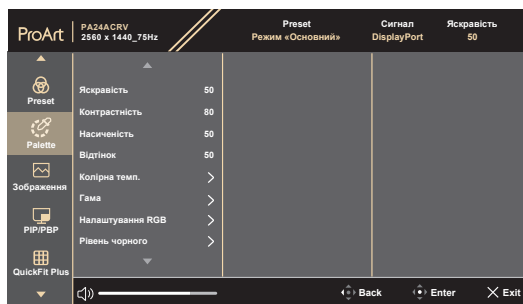 ProArt
PA24ACRV
2560 x 1440_75Hz
Preset
Режим «Основний»
Сигнал
DisplayPort
Яскравість
50
Preset
Palette
Зображення
PIP/PBP
QuickFit Plus
Яскравість 50
Контрастність 80
Насиченість 50
Відтінок 50
Колірна темп.
Гама
Налаштування RGB
Рівень чорного
Back
Enter
Exit